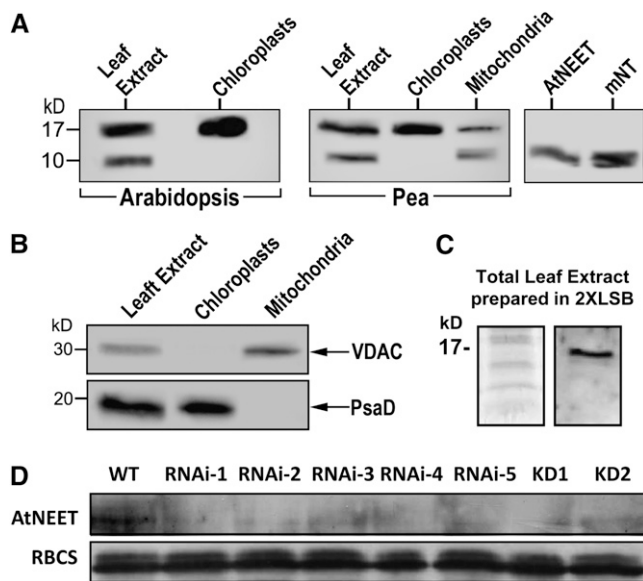 A
Leaf Extract
Chloroplasts
Leaf Extract
Chloroplasts
Mitochondria
AtNEET
mNT
kD
17
10
Arabidopsis
Pea
B
Leaft Extract
Chloroplasts
Mitochondria
kD
30
VDAC
20
PsaD
C
Total Leaf Extract
prepared in 2XLSB
kD
17-
D
WT RNAi-1 RNAi-2 RNAi-3 RNAi-4 RNAi-5 KD1 KD2
AtNEET
RBCS